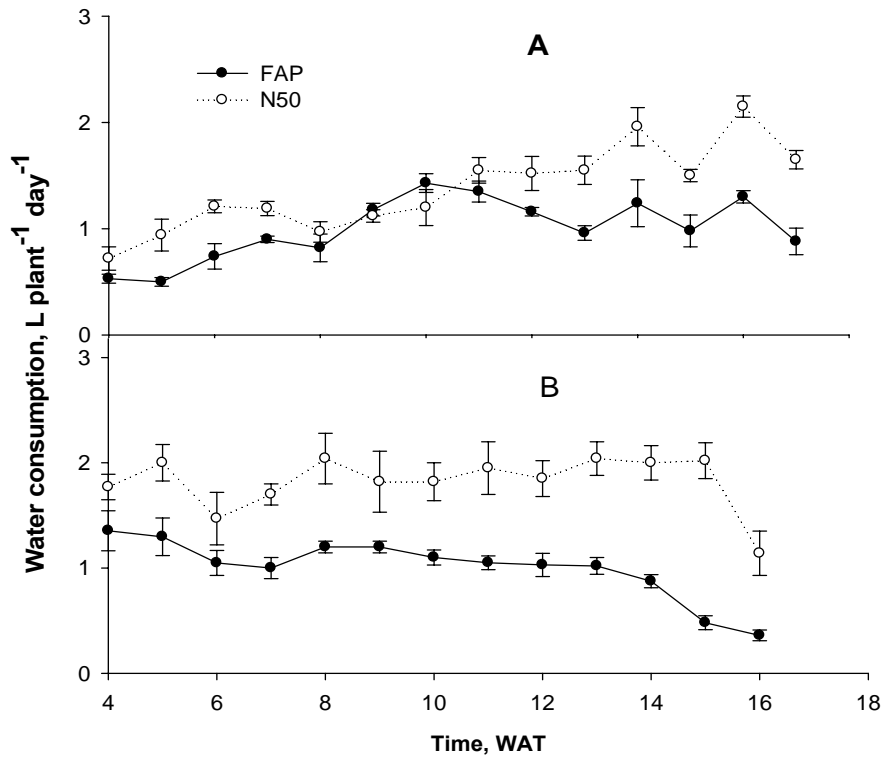 3
A
FAP
N50
2
1
0
3
B
2
1
0
4 6 8 10 12 14 16 18
Time, WAT
Water consumption, L plant⁻¹ day⁻¹